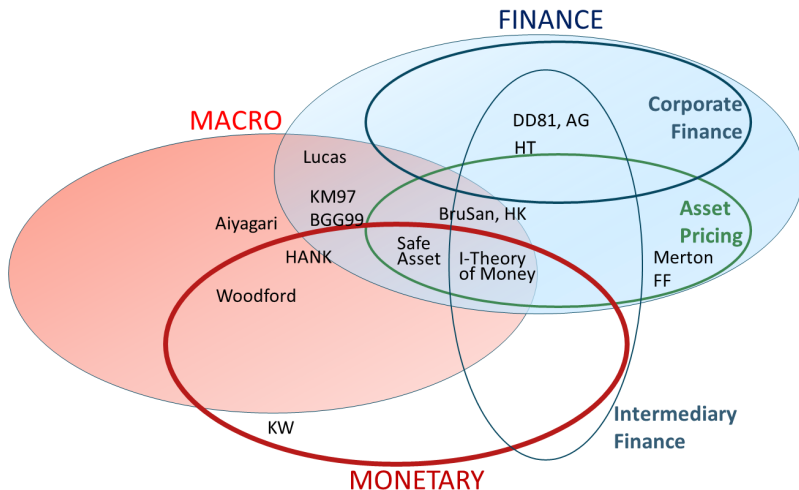 FINANCE
Corporate
Finance
DD81, AG
HT
MACRO
Lucas
KM97
BGG99
Aiyagari
BruSan, HK
Asset
Pricing
HANK
Safe
Asset
I-Theory
of Money
Merton
FF
Woodford
KW
Intermediary
Finance
MONETARY